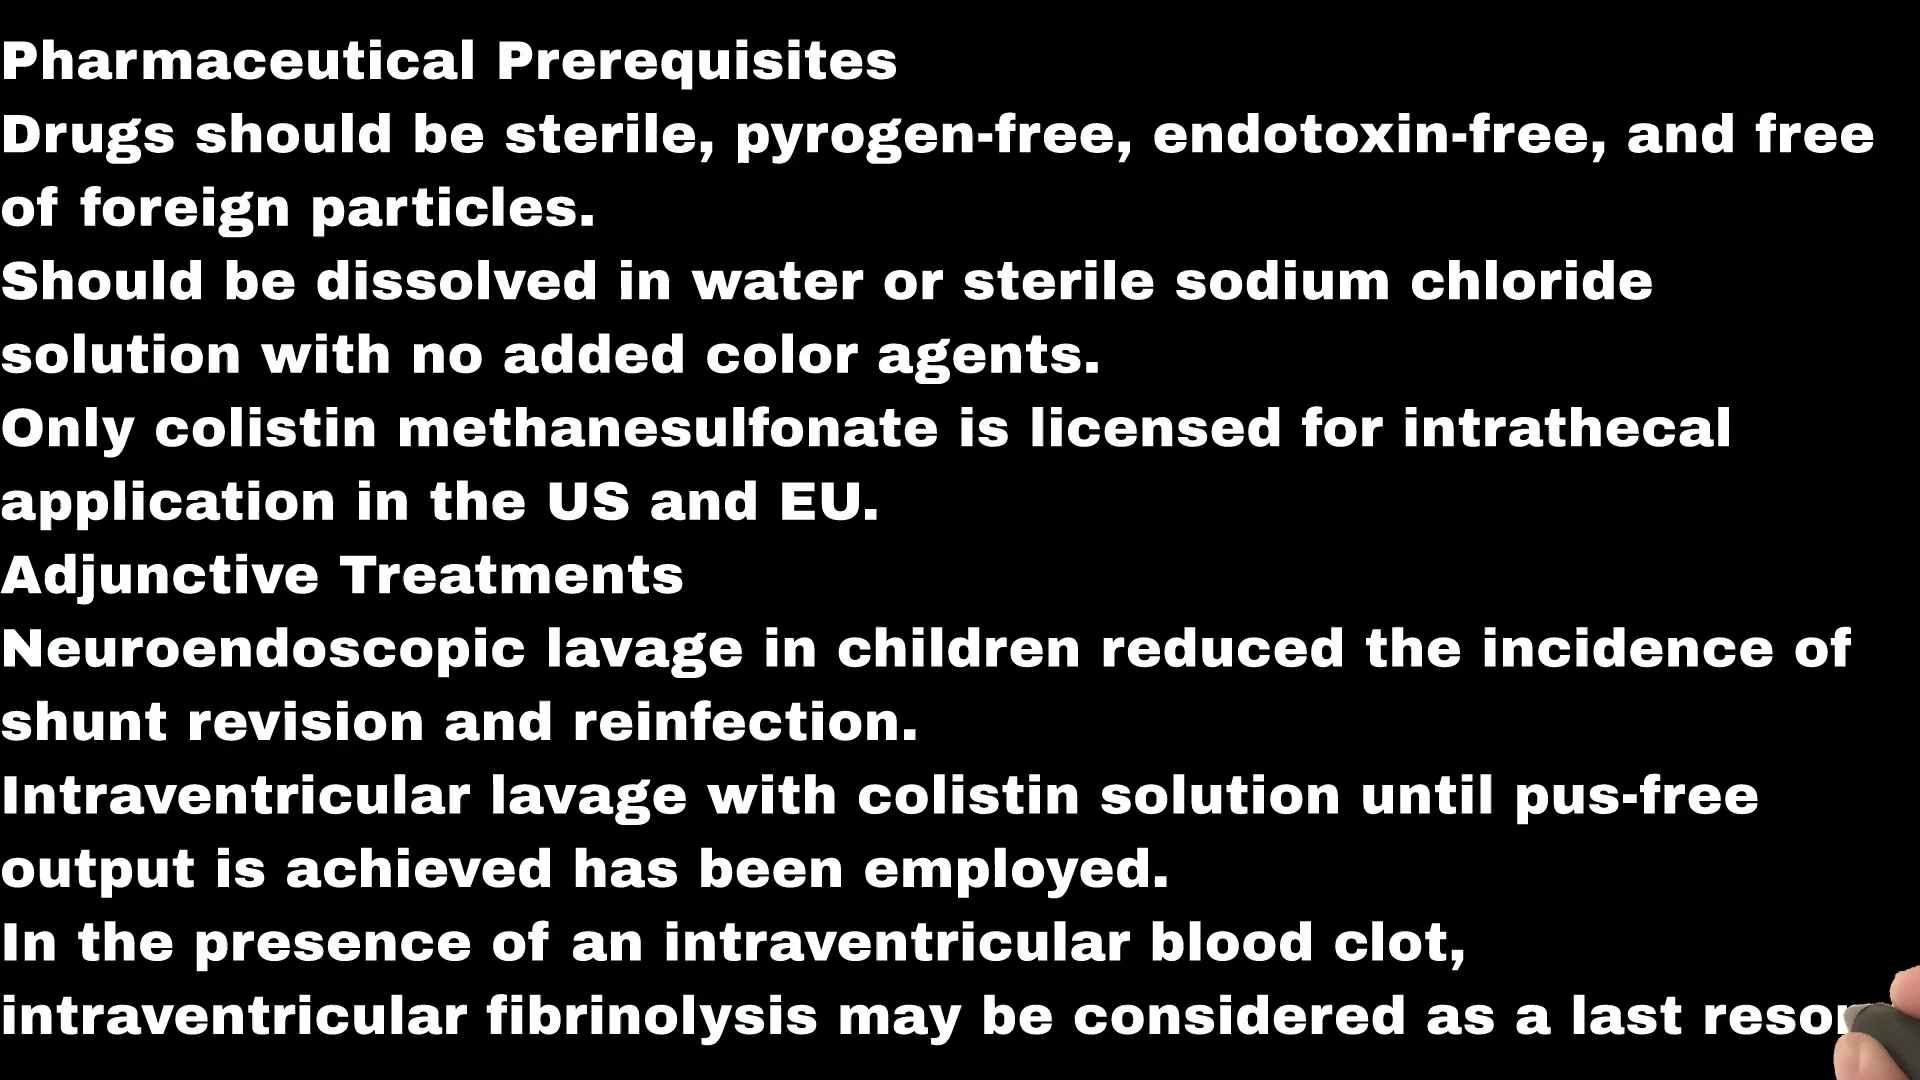 Pharmaceutical Prerequisites
Drugs should be sterile, pyrogen-free, endotoxin-free, and free
of foreign particles.
Should be dissolved in water or sterile sodium chloride
solution with no added color agents.
Only colistin methanesulfonate is licensed for intrathecal
application in the US and EU.
Adjunctive Treatments
Neuroendoscopic lavage in children reduced the incidence of
shunt revision and reinfection.
Intraventricular lavage with colistin solution until pus-free
output is achieved has been employed.
In the presence of an intraventricular blood clot,
intraventricular fibrinolysis may be considered as a last